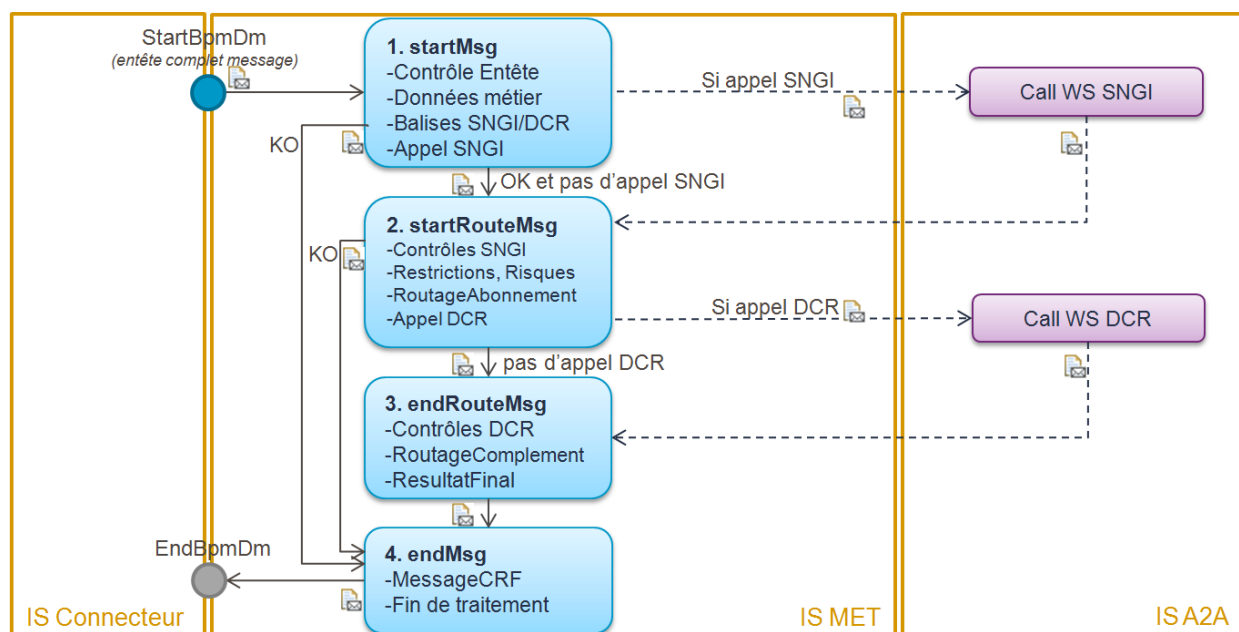 StartBpmDm
(entête complet message)
1. startMsg
-Contrôle Entête
-Données métier
-Balises SNGI/DCR
-Appel SNGI
Si appel SNGI
Call WS SNGI
KO
OK et pas d'appel SNGI
2. startRouteMsg
-Contrôles SNGI
-Restrictions, Risques
-RoutageAbonnement
-Appel DCR
KO
Si appel DCR
Call WS DCR
pas d'appel DCR
3. endRouteMsg
-Contrôles DCR
-RoutageComplement
-ResultatFinal
EndBpmDm
4. endMsg
-MessageCRF
-Fin de traitement
IS Connecteur
IS MET
IS A2A